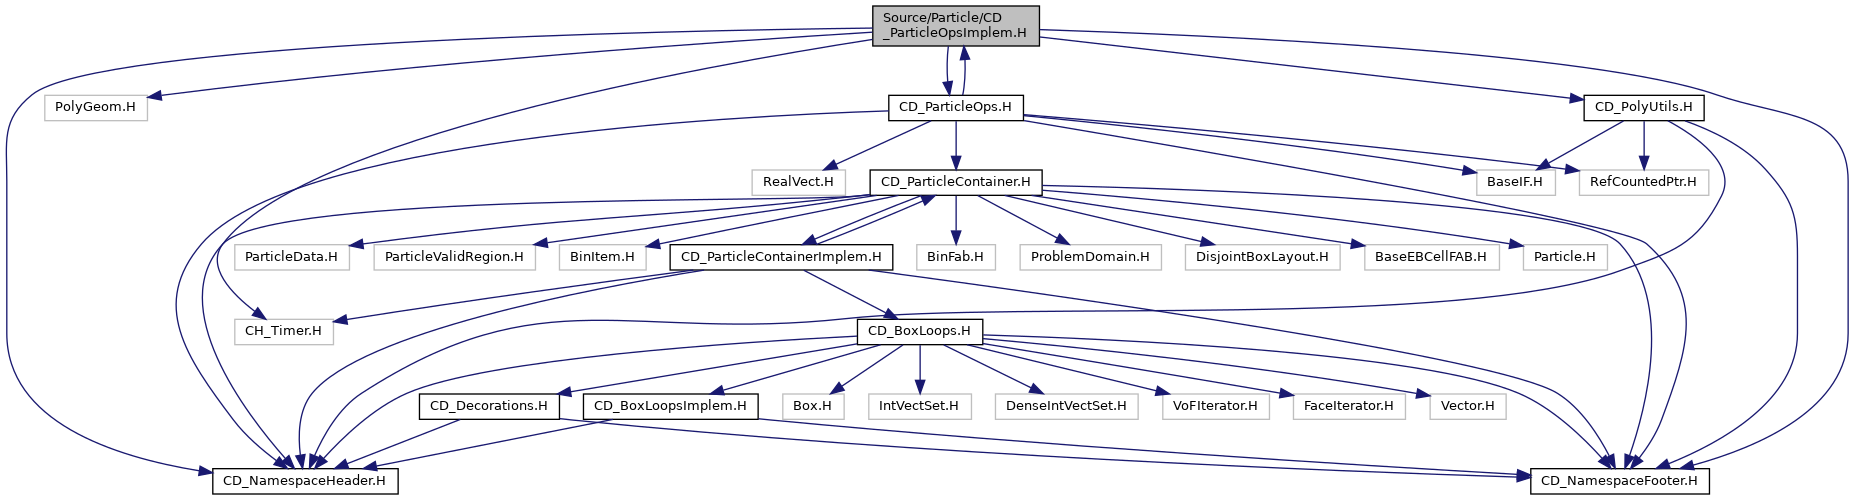 Source/Particle/CD
_ParticleOpsImplem.H
PolyGeom.H
CD_ParticleOps.H
CD_PolyUtils.H
RealVect.H
CD_ParticleContainer.H
BaseIF.H
RefCountedPtr.H
ParticleData.H
ParticleValidRegion.H
BinItem.H
CD_ParticleContainerImplem.H
BinFab.H
ProblemDomain.H
DisjointBoxLayout.H
BaseEBCellFAB.H
Particle.H
CH_Timer.H
CD_BoxLoops.H
CD_Decorations.H
CD_BoxLoopsImplem.H
Box.H
IntVectSet.H
DenseIntVectSet.H
VoFIterator.H
FaceIterator.H
Vector.H
CD_NamespaceHeader.H
CD_NamespaceFooter.H